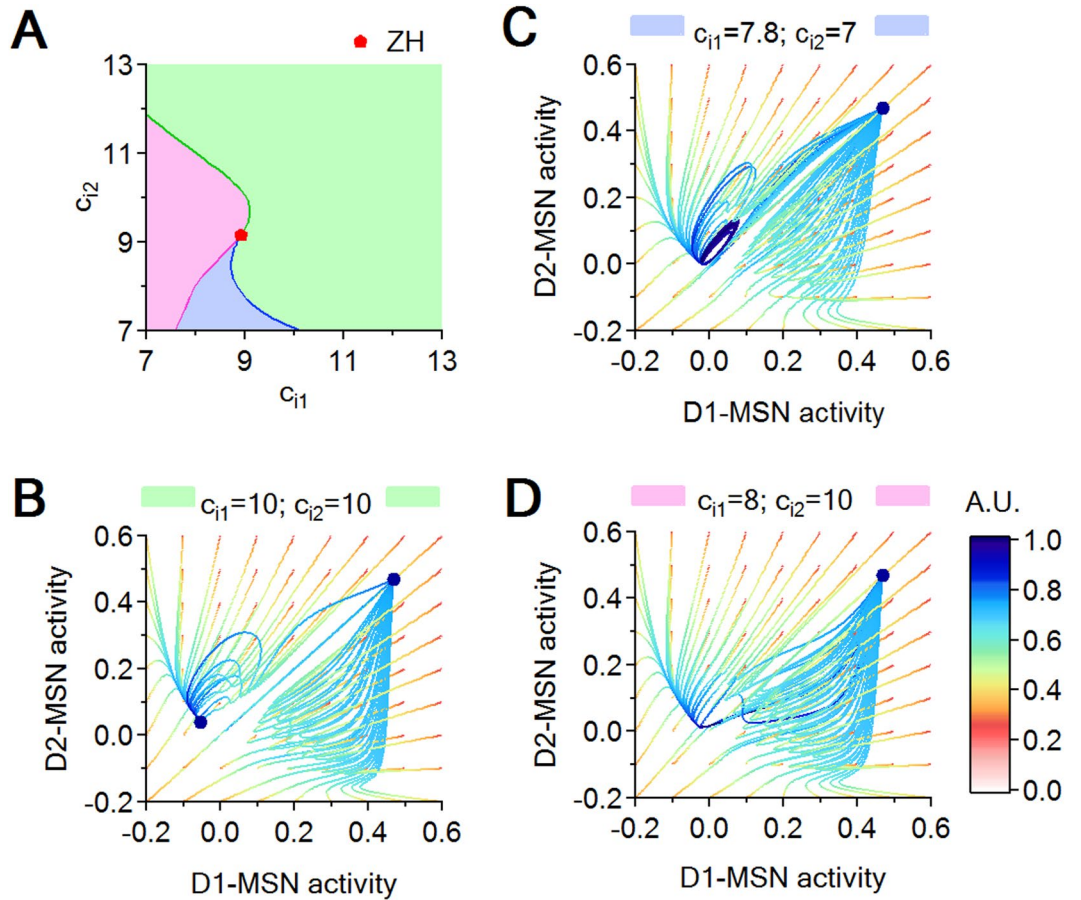 A
ZH
13
11
9
7
7 9 11 13
c_i2
c_i1
C
c_i1=7.8; c_i2=7
0.6
0.4
0.2
0.0
-0.2
-0.2 0.0 0.2 0.4 0.6
D2-MSN activity
D1-MSN activity
B
c_i1=10; c_i2=10
0.6
0.4
0.2
0.0
-0.2
-0.2 0.0 0.2 0.4 0.6
D2-MSN activity
D1-MSN activity
D
c_i1=8; c_i2=10
0.6
0.4
0.2
0.0
-0.2
-0.2 0.0 0.2 0.4 0.6
D2-MSN activity
D1-MSN activity
A.U.
1.0
0.8
0.6
0.4
0.2
0.0